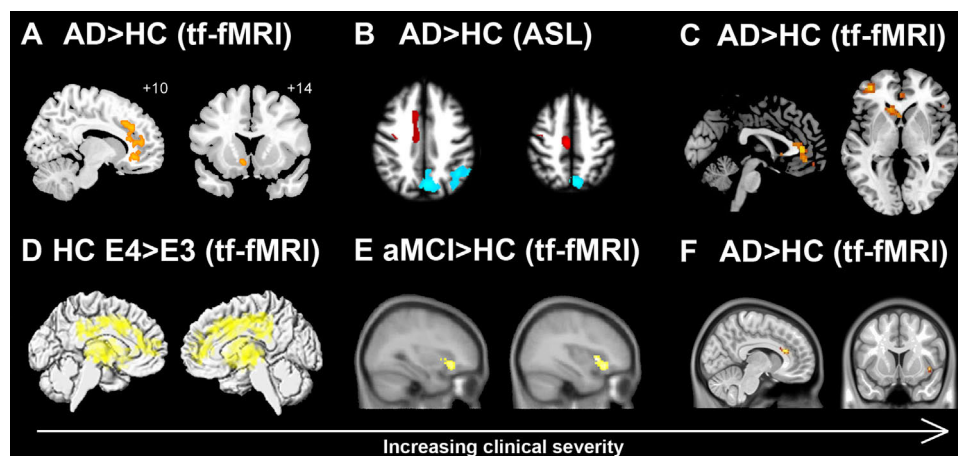 A AD>HC (tf-fMRI)
+10
+14
B AD>HC (ASL)
C AD>HC (tf-fMRI)
D HC E4>E3 (tf-fMRI)
E aMCI>HC (tf-fMRI)
F AD>HC (tf-fMRI)
Increasing clinical severity